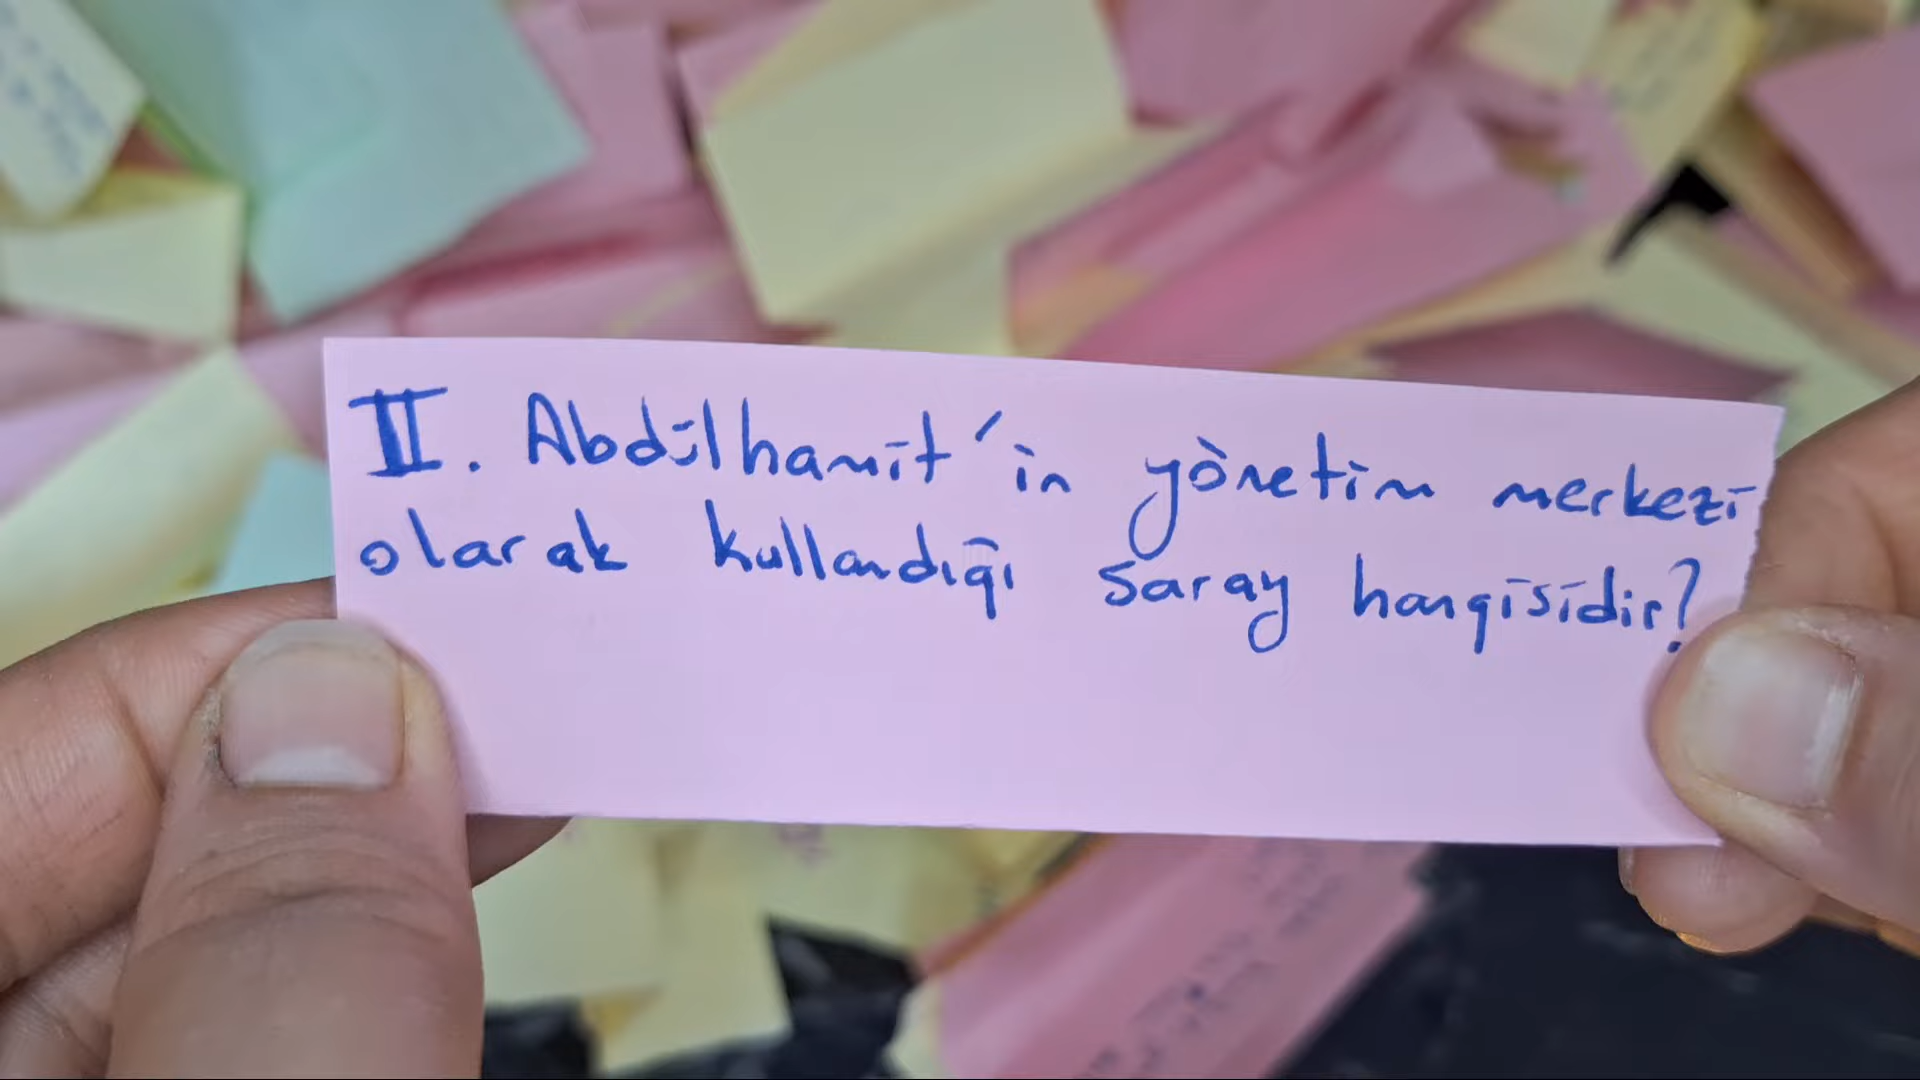 II. Abdülhamit'in yönetim merkezi
olarak kullandığı saray hangisidir?